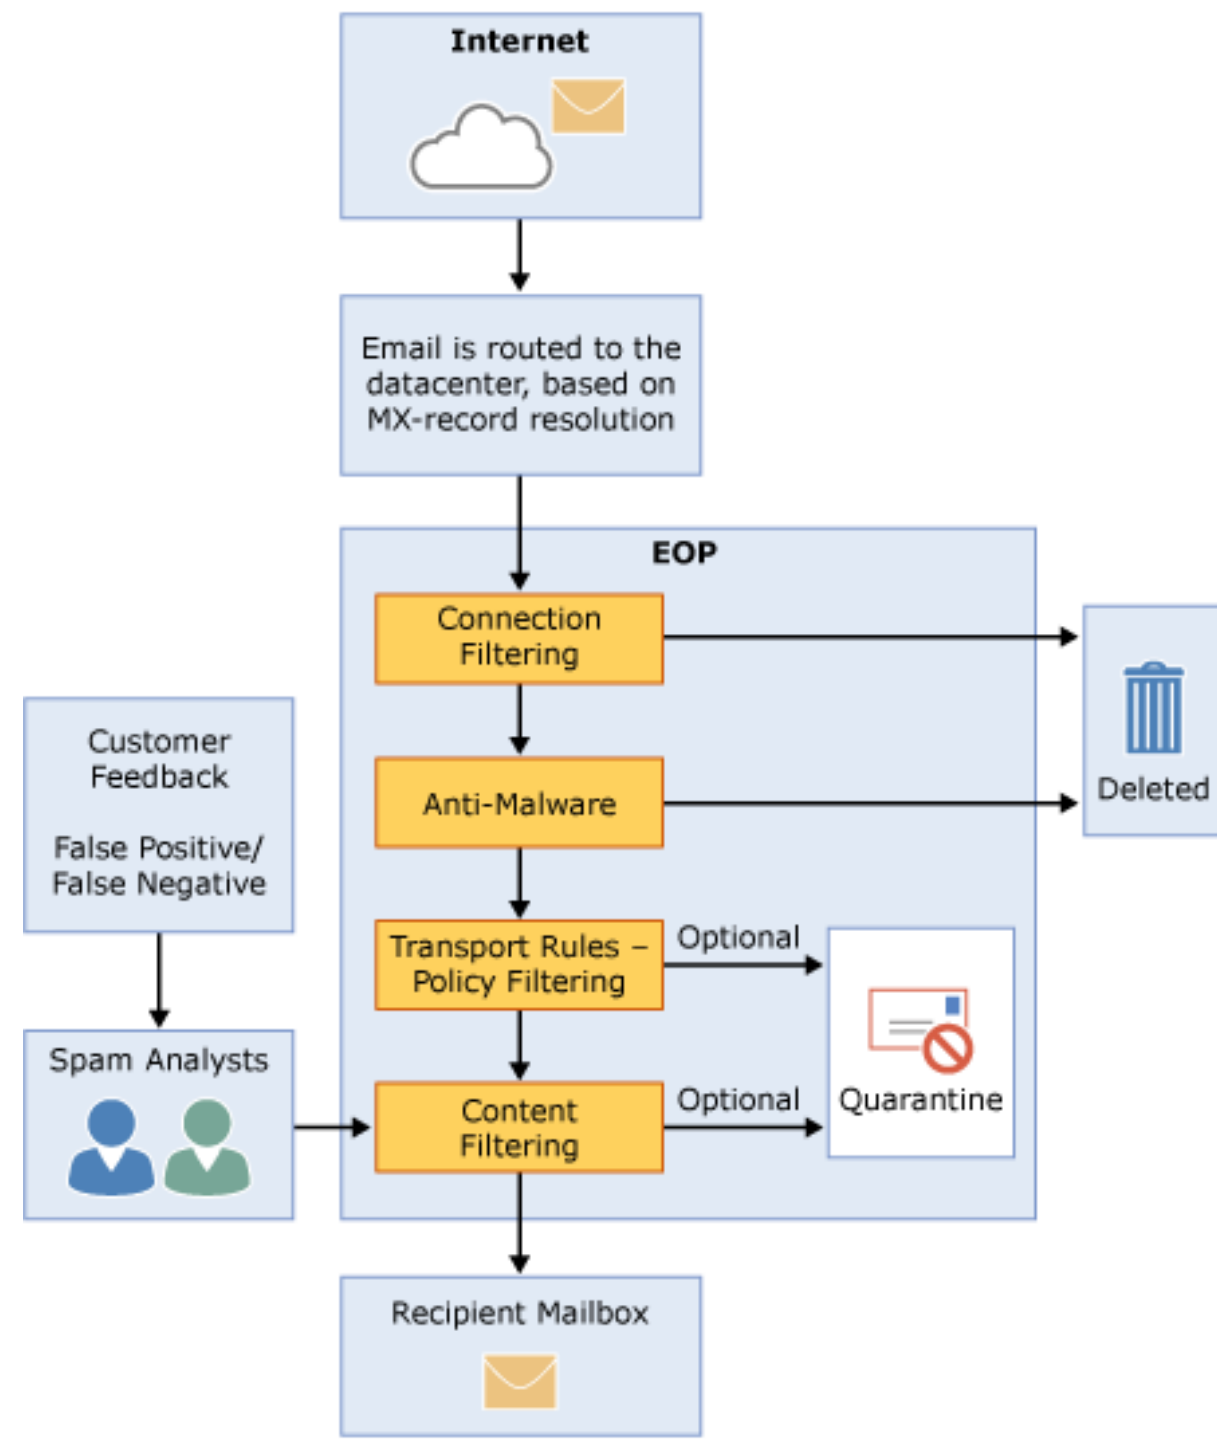 Internet
Email is routed to the
datacenter, based on
MX-record resolution
EOP
Connection
Filtering
Deleted
Customer
Feedback
False Positive/
False Negative
Anti-Malware
Transport Rules –
Policy Filtering
Optional
Quarantine
Spam Analysts
Content
Filtering
Optional
Recipient Mailbox